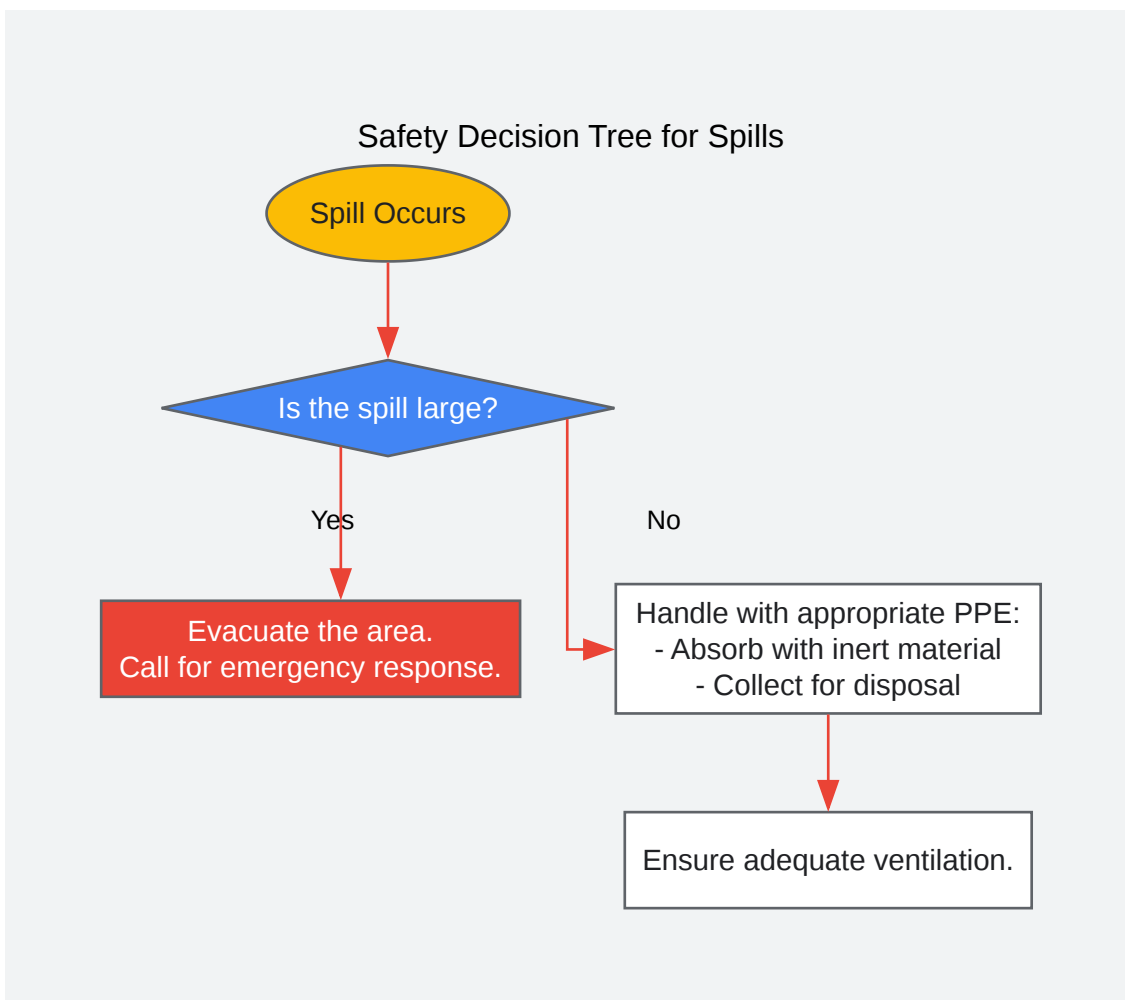 Safety Decision Tree for Spills
Spill Occurs
Is the spill large?
Yes
No
Evacuate the area.
Call for emergency response.
Handle with appropriate PPE:
- Absorb with inert material
- Collect for disposal
Ensure adequate ventilation.